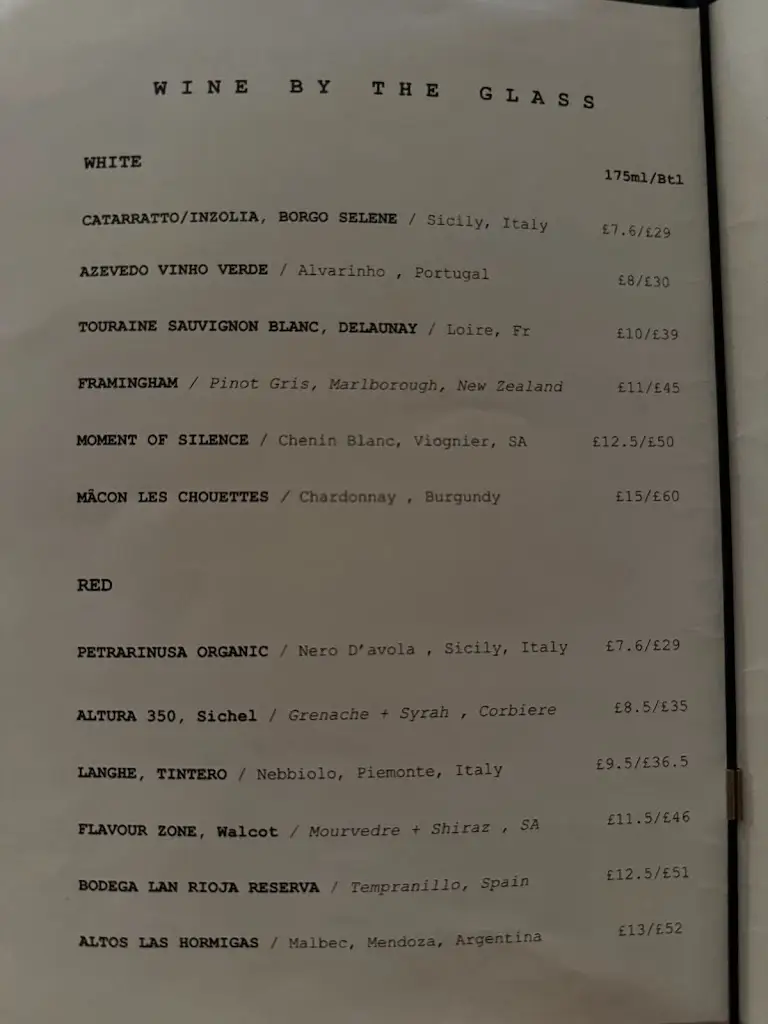 WINE BY THE GLASS
WHITE
175ml/Btl
CATARRATTO/INZOLIA, BORGO SELENE / Sicily, Italy £7.6/£29
AZEVEDO VINHO VERDE / Alvarinho , Portugal £8/£30
TOURAINE SAUVIGNON BLANC, DELAUNAY / Loire, Fr £10/£39
FRAMINGHAM / Pinot Gris, Marlborough, New Zealand £11/£45
MOMENT OF SILENCE / Chenin Blanc, Viognier, SA £12.5/£50
MÂCON LES CHOUETTES / Chardonnay , Burgundy £15/£60
RED
PETRARINUSA ORGANIC / Nero D'avola , Sicily, Italy £7.6/£29
ALTURA 350, Sichel / Grenache + Syrah , Corbiere £8.5/£35
LANGHE, TINTERO / Nebbiolo, Piemonte, Italy £9.5/£36.5
FLAVOUR ZONE, Walcot / Mourvedre + Shiraz , SA £11.5/£46
BODEGA LAN RIOJA RESERVA / Tempranillo, Spain £12.5/£51
ALTOS LAS HORMIGAS / Malbec, Mendoza, Argentina £13/£52